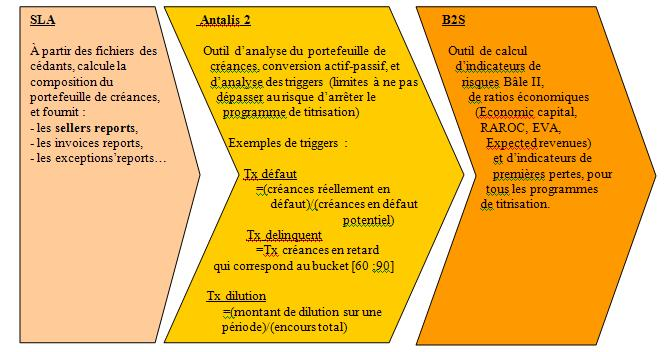 SLA
À partir des fichiers des
cédants, calcule la
composition du
portefeuille de créances,
et fournit :
- les sellers reports,
- les invoices reports,
- les exceptions'reports…
Antalis 2
Outil d'analyse du portefeuille de
créances, conversion actif-passif, et
d'analyse des triggers (limites à ne pas
dépasser au risque d'arrêter le
programme de titrisation)
Exemples de triggers :
Tx défaut
=(créances réellement en
défaut)/(créances en défaut
potentiel)
Tx delinquent
=Tx créances en retard
qui correspond au bucket [60 ;90]
Tx dilution
=(montant de dilution sur une
période)/(encours total)
B2S
Outil de calcul
d'indicateurs de
risques Bâle II,
de ratios économiques
(Economic capital,
RAROC, EVA,
Expected revenues)
et d'indicateurs de
premières pertes, pour
tous les programmes
de titrisation.